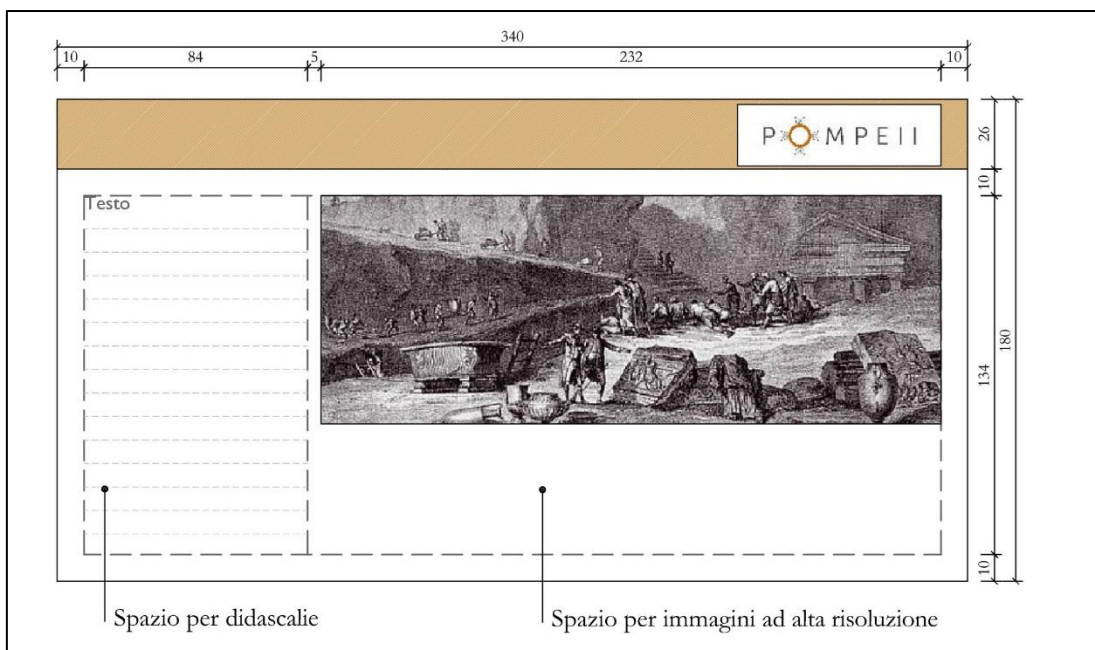 340
10 84 5 232 10
POMPEII
26
10
Testo
134
180
10
Spazio per didascalie
Spazio per immagini ad alta risoluzione